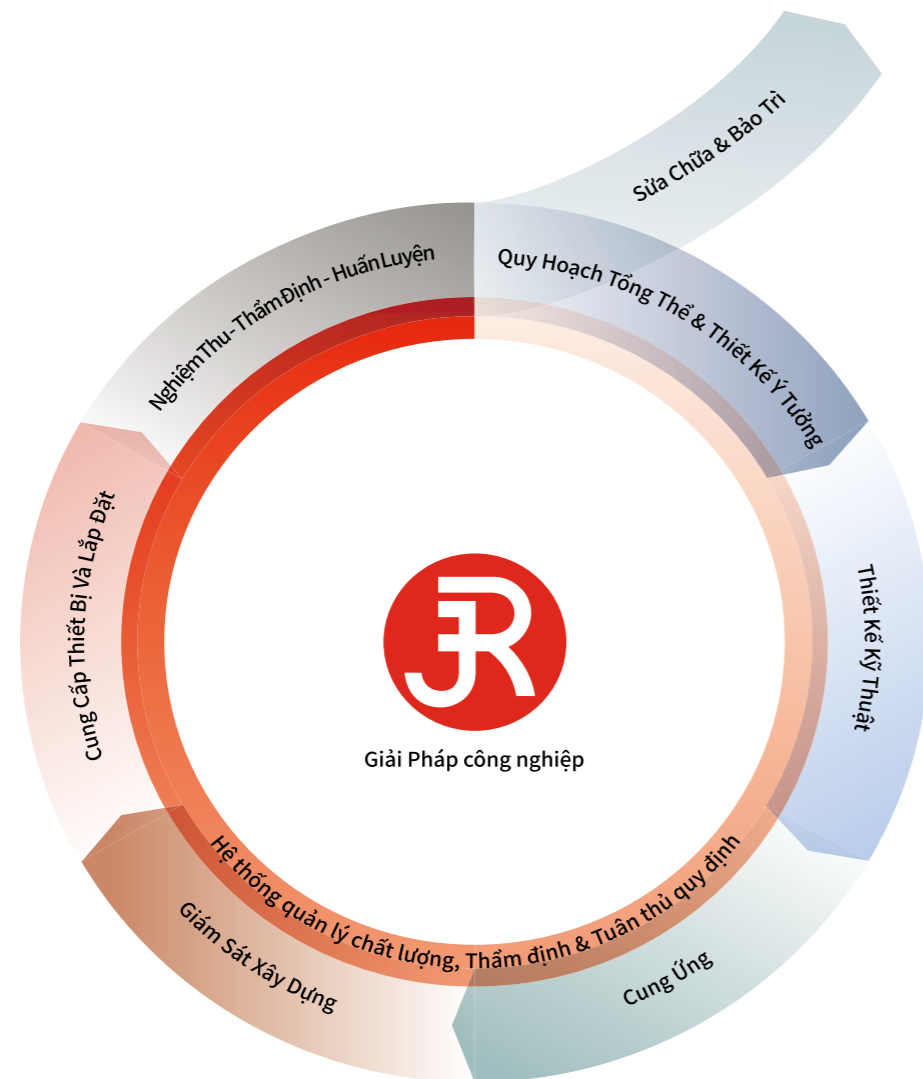 Sửa Chữa & Bảo Trì
Quy Hoạch Tổng Thể & Thiết Kế Ý Tưởng
Thiết Kế Kỹ Thuật
Cung Ứng
Giám Sát Xây Dựng
Cung Cấp Thiết Bị Và Lắp Đặt
Nghiệm Thu - Thẩm Định - Huấn Luyện
JR
Giải Pháp công nghiệp
Hệ thống quản lý chất lượng, Thẩm định & Tuân thủ quy định